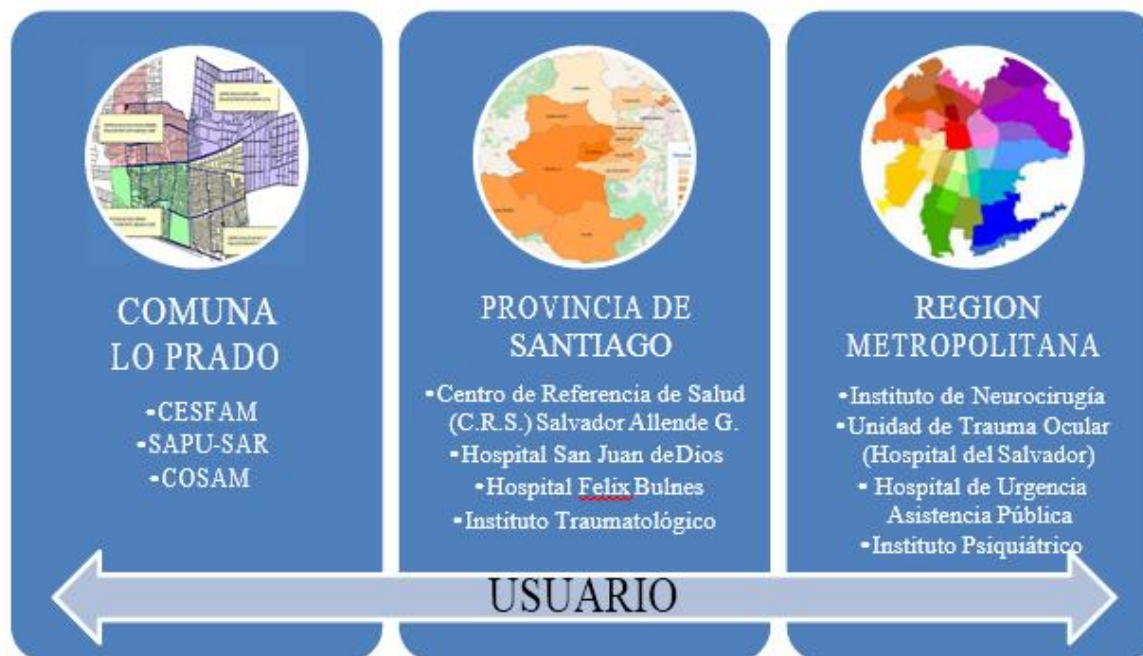 COMUNA
LO PRADO
•CESFAM
•SAPU-SAR
•COSAM
PROVINCIA DE
SANTIAGO
•Centro de Referencia de Salud
(C.R.S.) Salvador Allende G.
•Hospital San Juan deDios
•Hospital Felix Bulnes
•Instituto Traumatológico
REGION
METROPOLITANA
•Instituto de Neurocirugía
•Unidad de Trauma Ocular
(Hospital del Salvador)
• Hospital de Urgencia
Asistencia Pública
•Instituto Psiquiátrico
USUARIO